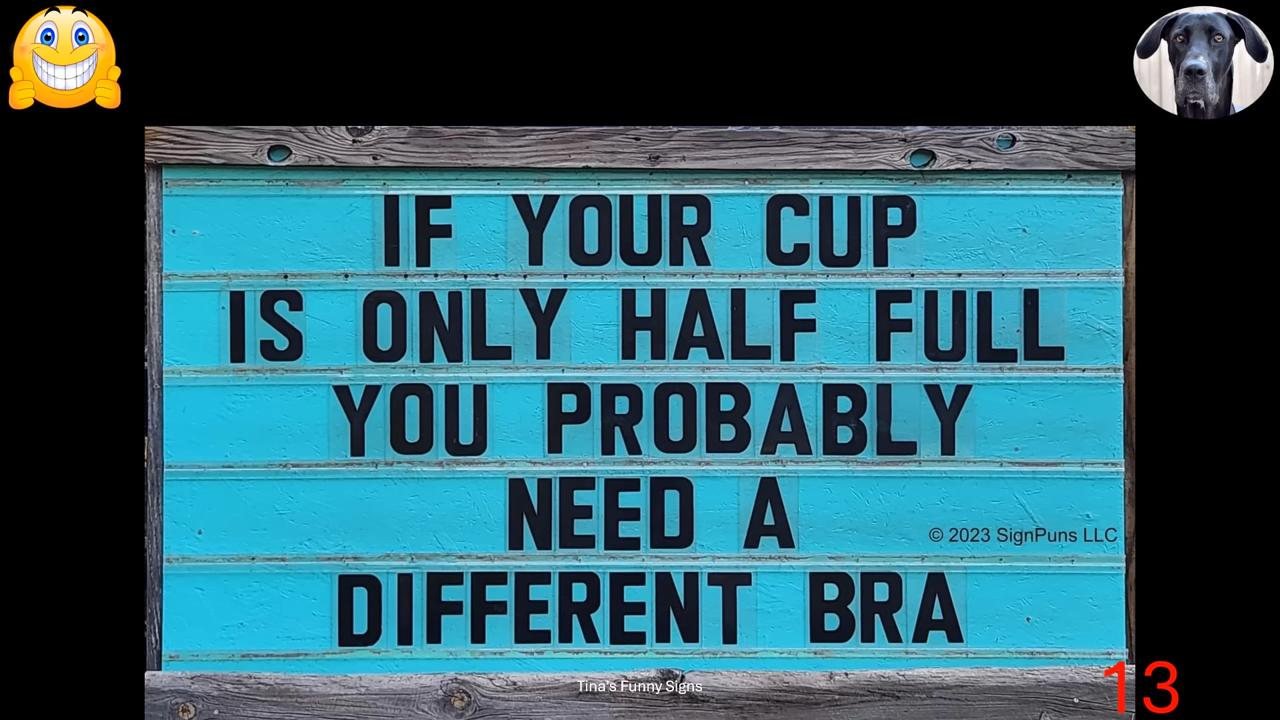 IF YOUR CUP
IS ONLY HALF FULL
YOU PROBABLY
NEED A
© 2023 SignPuns LLC
DIFFERENT BRA
Tina's Funny Signs
13